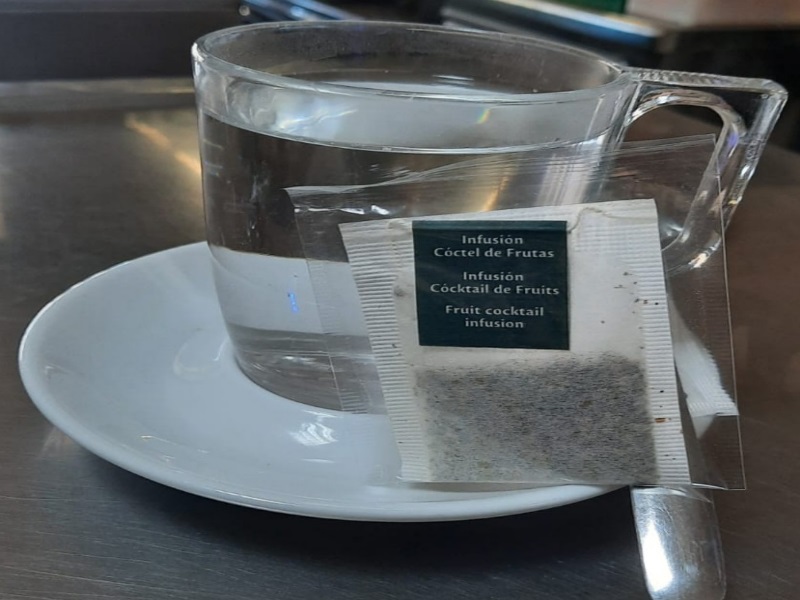 Infusión
Cóctel de Frutas
Infusión
Cócktail de Fruits
Fruit cocktail
infusion